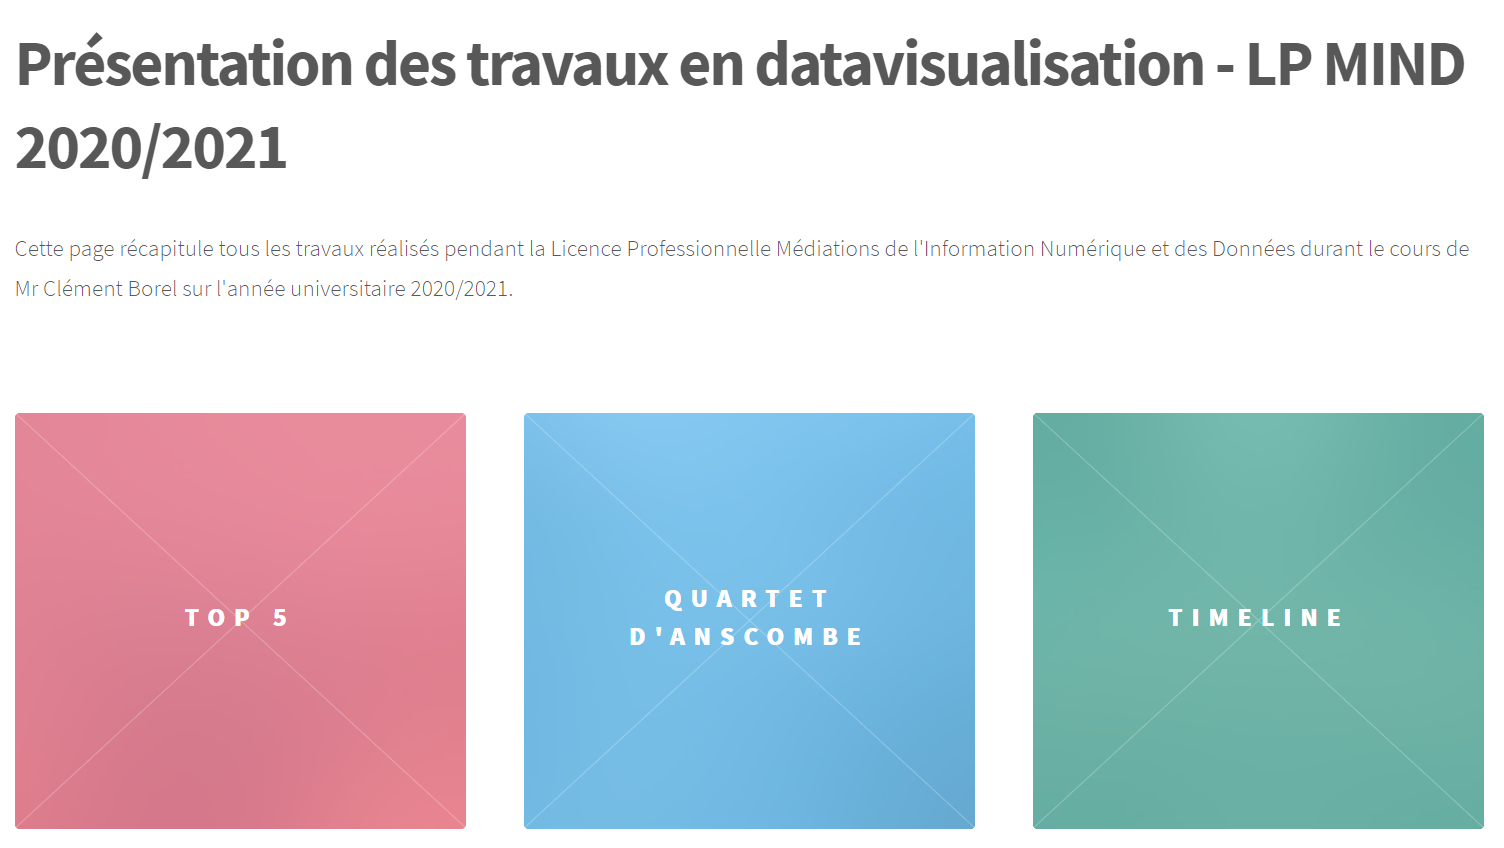 Présentation des travaux en datavisualisation - LP MIND
2020/2021
Cette page récapitule tous les travaux réalisés pendant la Licence Professionnelle Médiations de l'Information Numérique et des Données durant le cours de
Mr Clément Borel sur l'année universitaire 2020/2021.
TOP 5
QUARTET
D'ANSCOMBE
TIMELINE